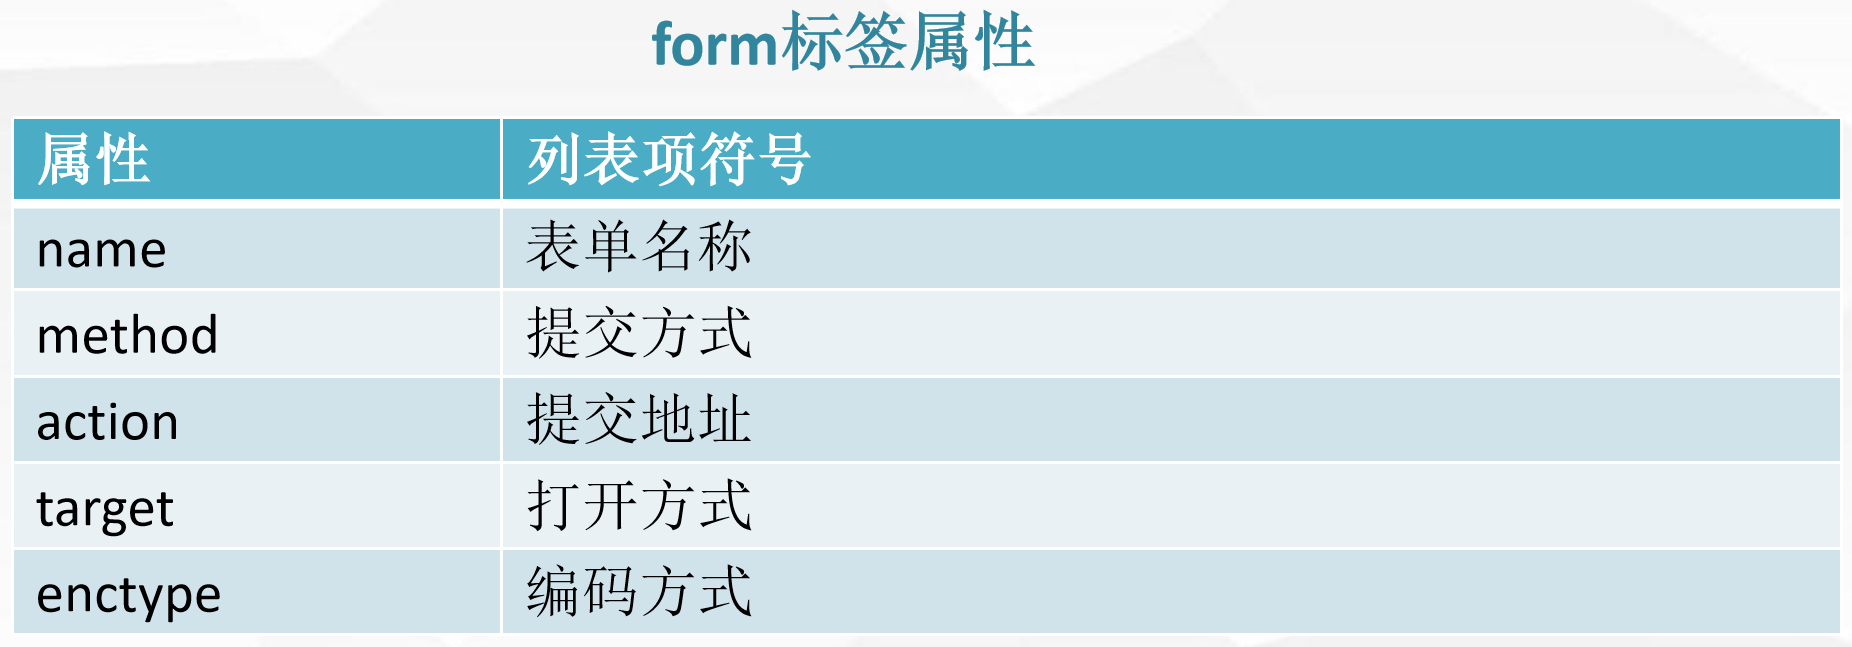 form标签属性
属性 列表项符号
name 表单名称
method 提交方式
action 提交地址
target 打开方式
enctype 编码方式